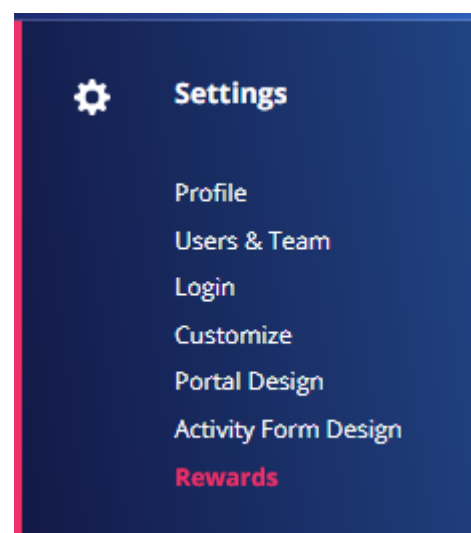 Settings
Profile
Users & Team
Login
Customize
Portal Design
Activity Form Design
Rewards